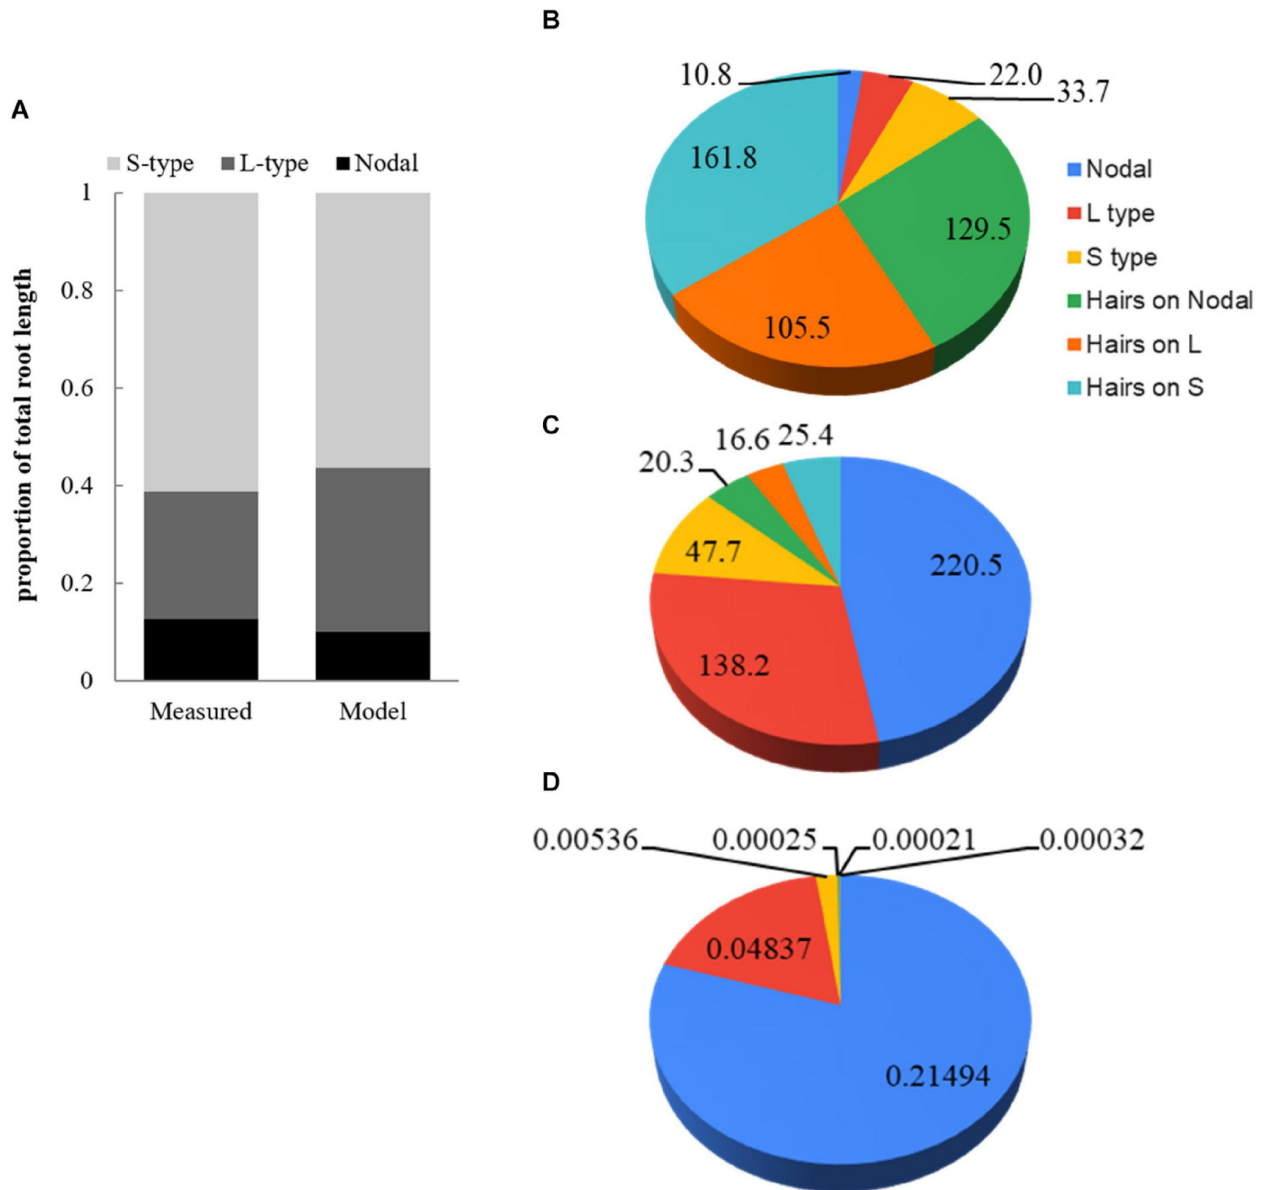 A
S-type L-type Nodal
proportion of total root length
1
0.8
0.6
0.4
0.2
0
Measured Model
B
10.8
22.0
33.7
161.8
129.5
105.5
Nodal
L type
S type
Hairs on Nodal
Hairs on L
Hairs on S
C
20.3
16.6
25.4
47.7
220.5
138.2
D
0.00536
0.00025
0.00021
0.00032
0.04837
0.21494